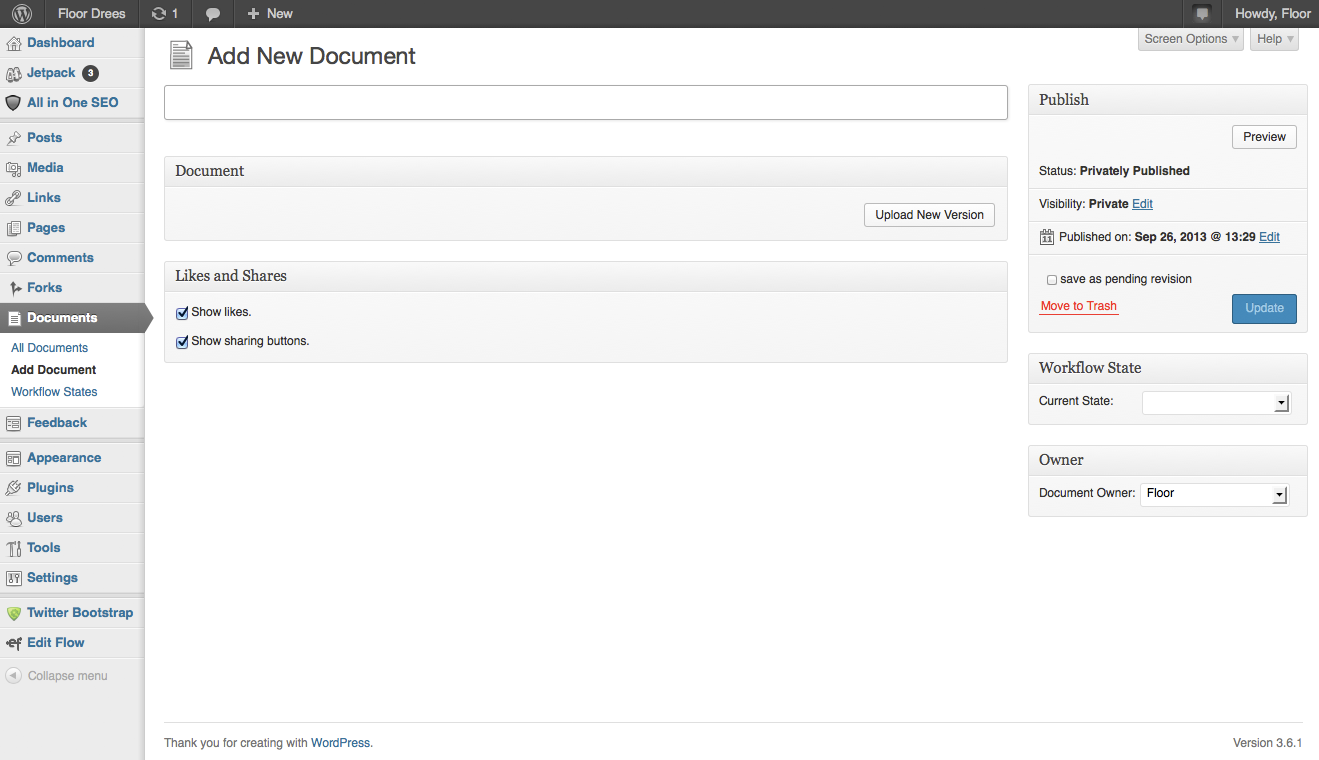 Floor Drees
1
New
Howdy, Floor
Dashboard
Jetpack 3
All in One SEO
Posts
Media
Links
Pages
Comments
Forks
Documents
All Documents
Add Document
Workflow States
Feedback
Appearance
Plugins
Users
Tools
Settings
Twitter Bootstrap
ef Edit Flow
Collapse menu
Screen Options
Help
Add New Document
Document
Upload New Version
Likes and Shares
Show likes.
Show sharing buttons.
Publish
Preview
Status: Privately Published
Visibility: Private Edit
11 Published on: Sep 26, 2013 @ 13:29 Edit
save as pending revision
Move to Trash
Update
Workflow State
Current State:
Owner
Document Owner: Floor
Thank you for creating with WordPress.
Version 3.6.1